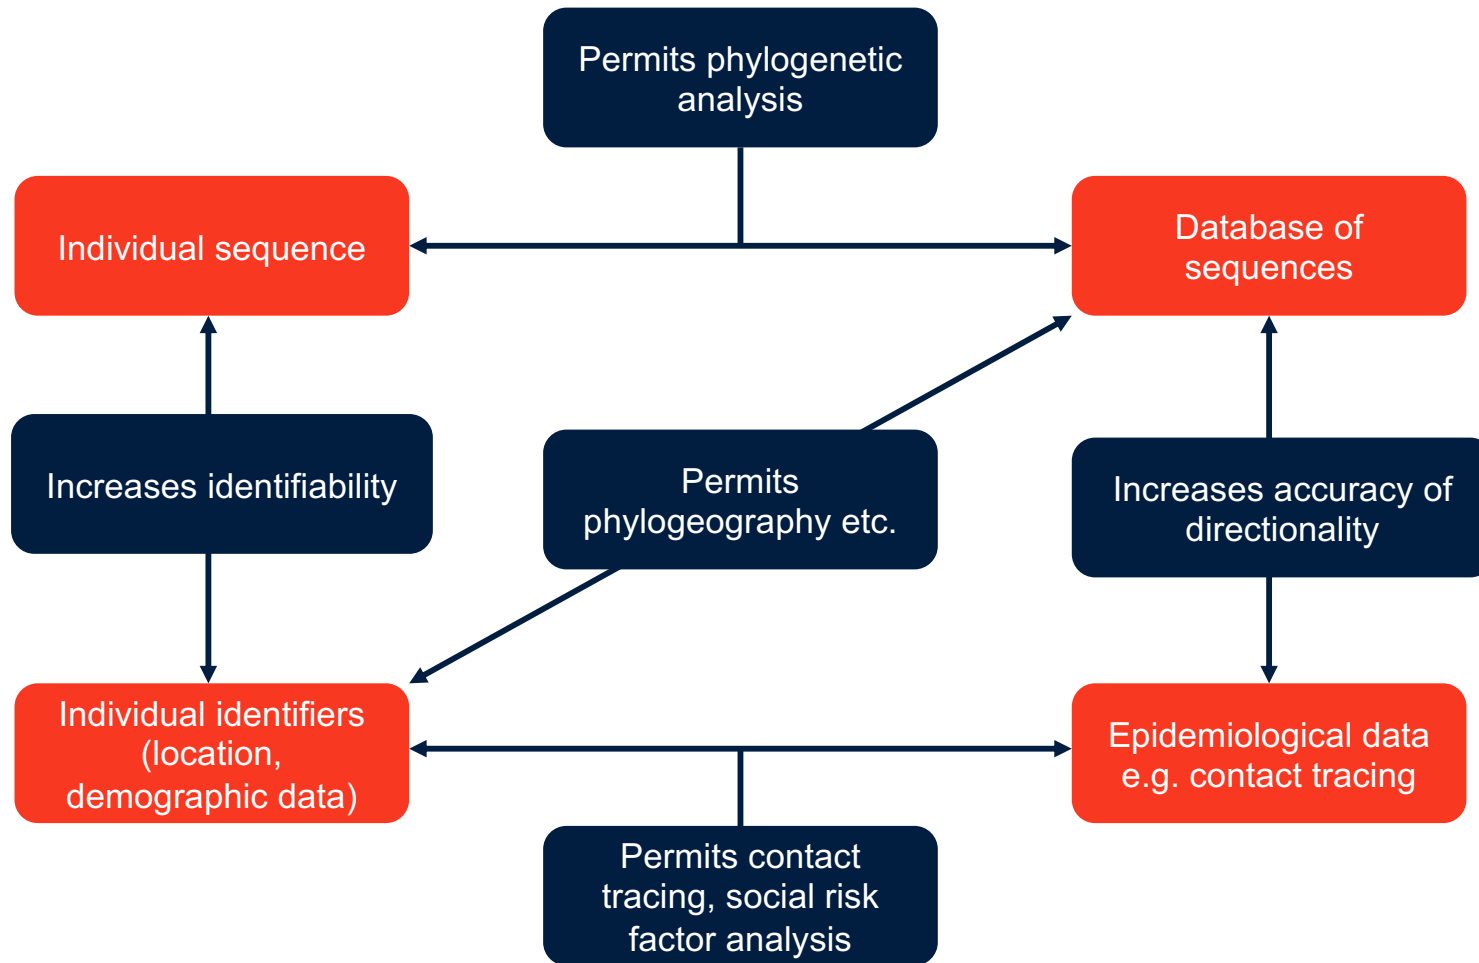 Permits phylogenetic
analysis
Individual sequence
Database of
sequences
Increases identifiability
Permits
phylogeography etc.
Increases accuracy of
directionality
Individual identifiers
(location,
demographic data)
Epidemiological data
e.g. contact tracing
Permits contact
tracing, social risk
factor analysis